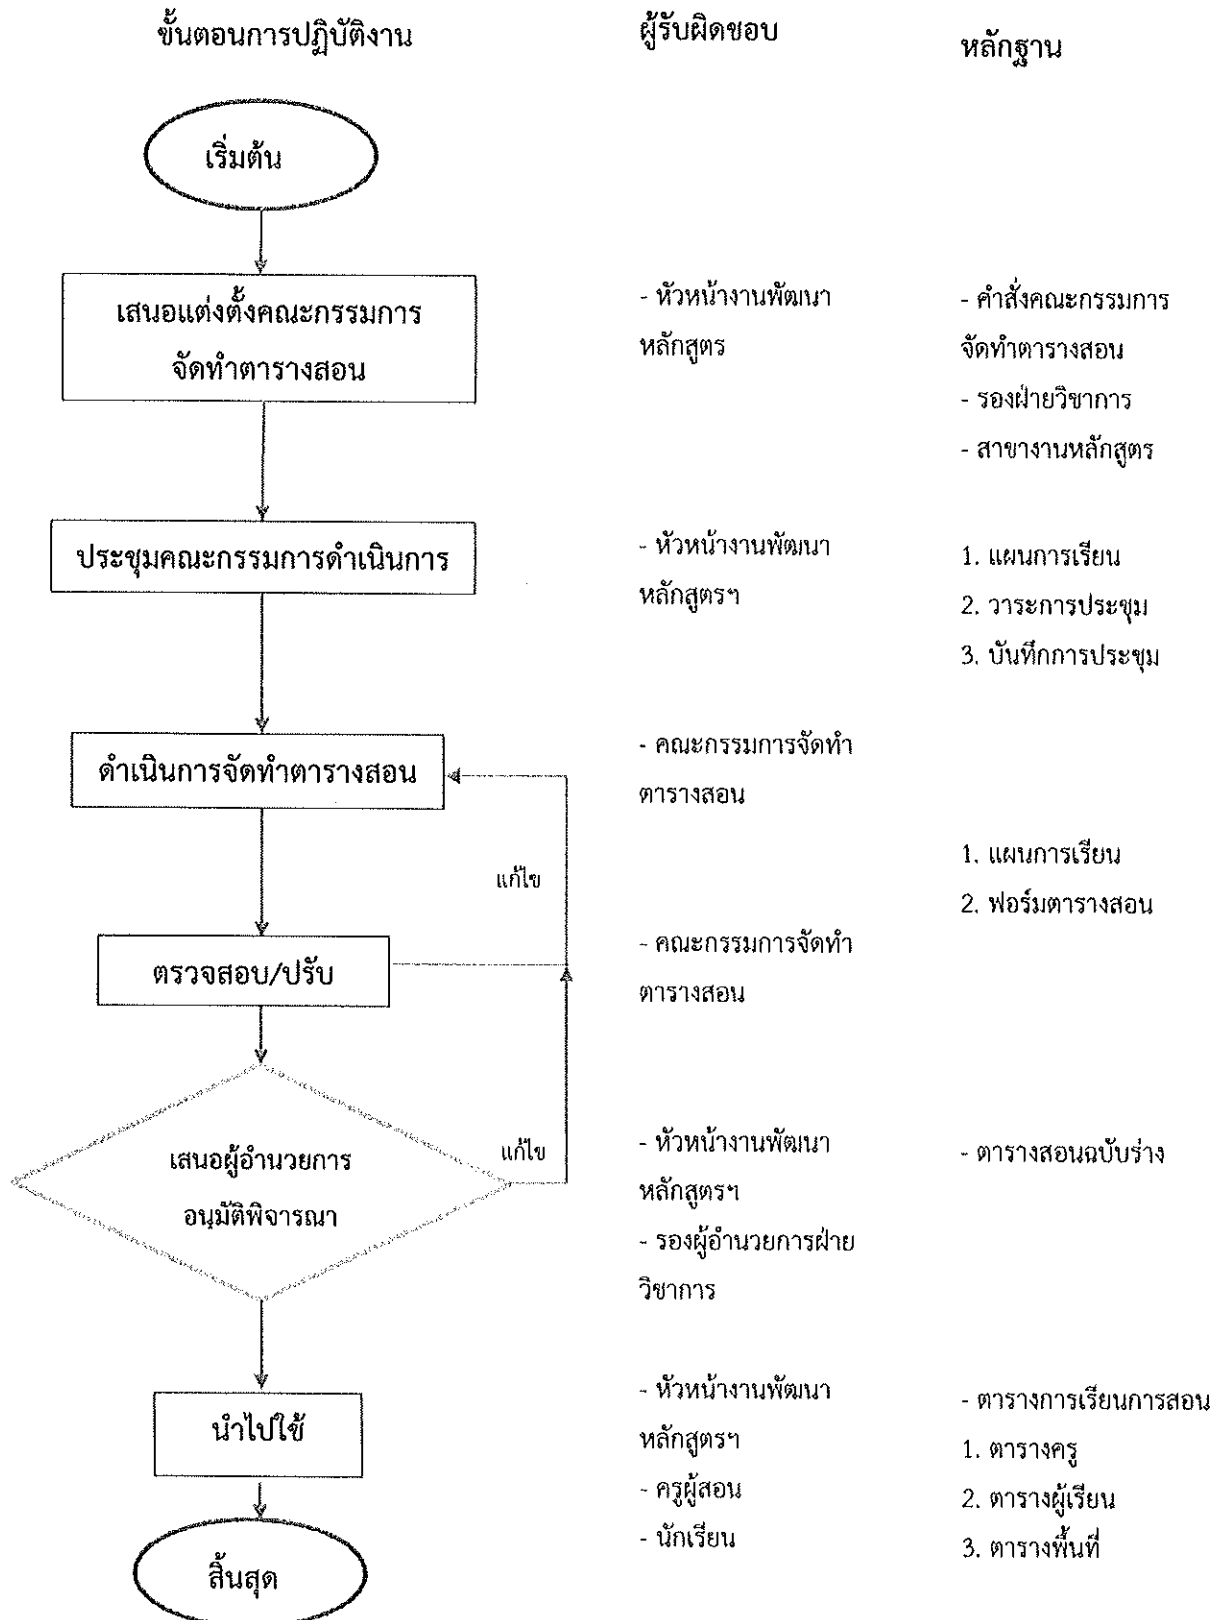 ขั้นตอนการปฏิบัติงาน
ผู้รับผิดชอบ
หลักฐาน
เริ่มต้น
เสนอแต่งตั้งคณะกรรมการ
จัดทำตารางสอน
- หัวหน้างานพัฒนา
หลักสูตร
- คำสั่งคณะกรรมการ
จัดทำตารางสอน
- รองฝ่ายวิชาการ
- สาขางานหลักสูตร
ประชุมคณะกรรมการดำเนินการ
- หัวหน้างานพัฒนา
หลักสูตรฯ
1. แผนการเรียน
2. วาระการประชุม
3. บันทึกการประชุม
ดำเนินการจัดทำตารางสอน
- คณะกรรมการจัดทำ
ตารางสอน
แก้ไข
1. แผนการเรียน
2. ฟอร์มตารางสอน
ตรวจสอบ/ปรับ
- คณะกรรมการจัดทำ
ตารางสอน
เสนอผู้อำนวยการ
อนุมัติพิจารณา
แก้ไข
- หัวหน้างานพัฒนา
หลักสูตรฯ
- รองผู้อำนวยการฝ่าย
วิชาการ
- ตารางสอนฉบับร่าง
นำไปใช้
- หัวหน้างานพัฒนา
หลักสูตรฯ
- ครูผู้สอน
- นักเรียน
- ตารางการเรียนการสอน
1. ตารางครู
2. ตารางผู้เรียน
3. ตารางพื้นที่
สิ้นสุด